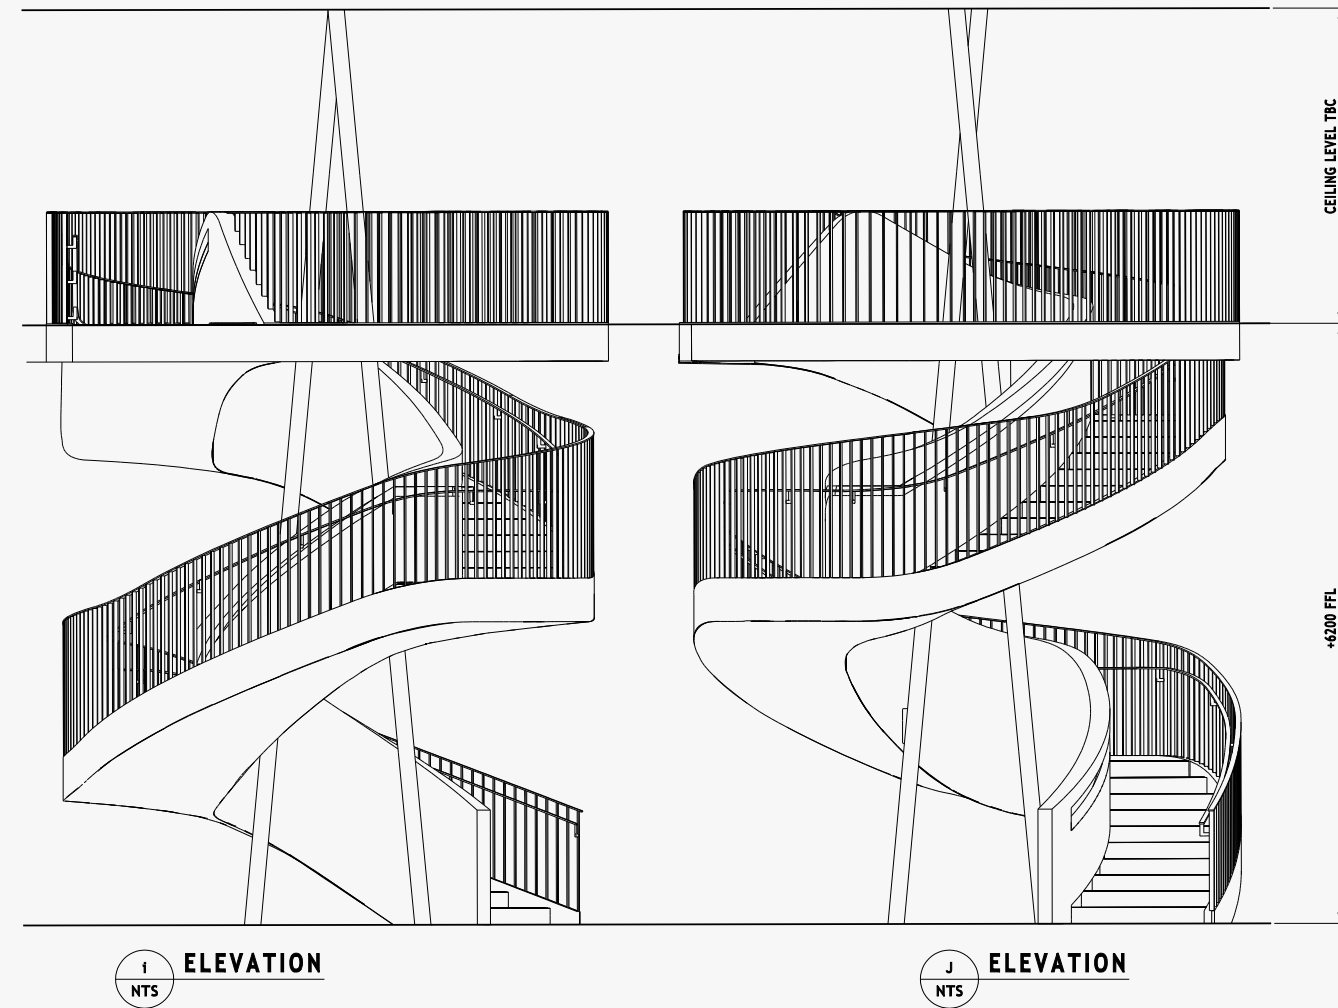 CEILING LEVEL TBC
+6200 FFL
i
NTS
ELEVATION
J
NTS
ELEVATION